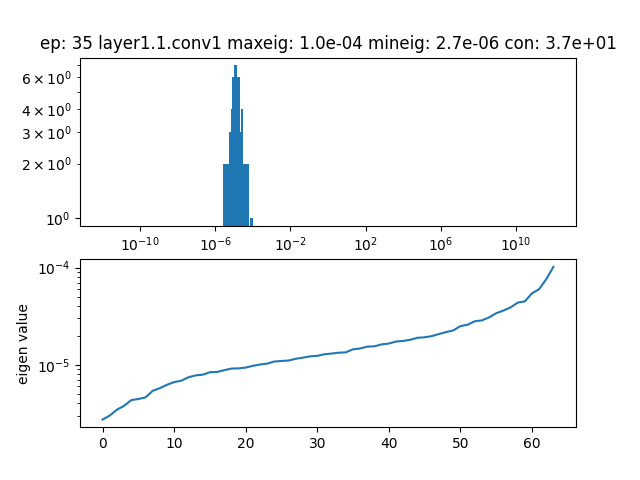 ep: 35 layer1.1.conv1 maxeig: 1.0e-04 mineig: 2.7e-06 con: 3.7e+01
6 × 10⁰
4 × 10⁰
3 × 10⁰
2 × 10⁰
10⁰
10⁻¹⁰ 10⁻⁶ 10⁻² 10² 10⁶ 10¹⁰
10⁻⁴
10⁻⁵
eigen value
0 10 20 30 40 50 60